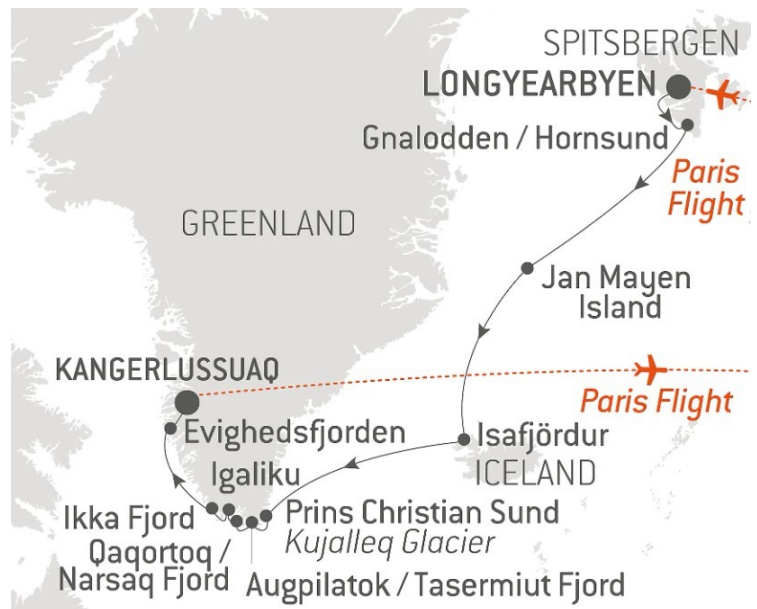 SPITSBERGEN
LONGYEARBYEN
Gnalodden / Hornsund
Paris
Flight
GREENLAND
Jan Mayen
Island
KANGERLUSSUAQ
Paris Flight
Evighedsfjorden
Isafjördur
ICELAND
Igaliku
Ikka Fjord
Prins Christian Sund
Kujalleq Glacier
Qaqortoq /
Narsaq Fjord
Augpilatok / Tasermiut Fjord